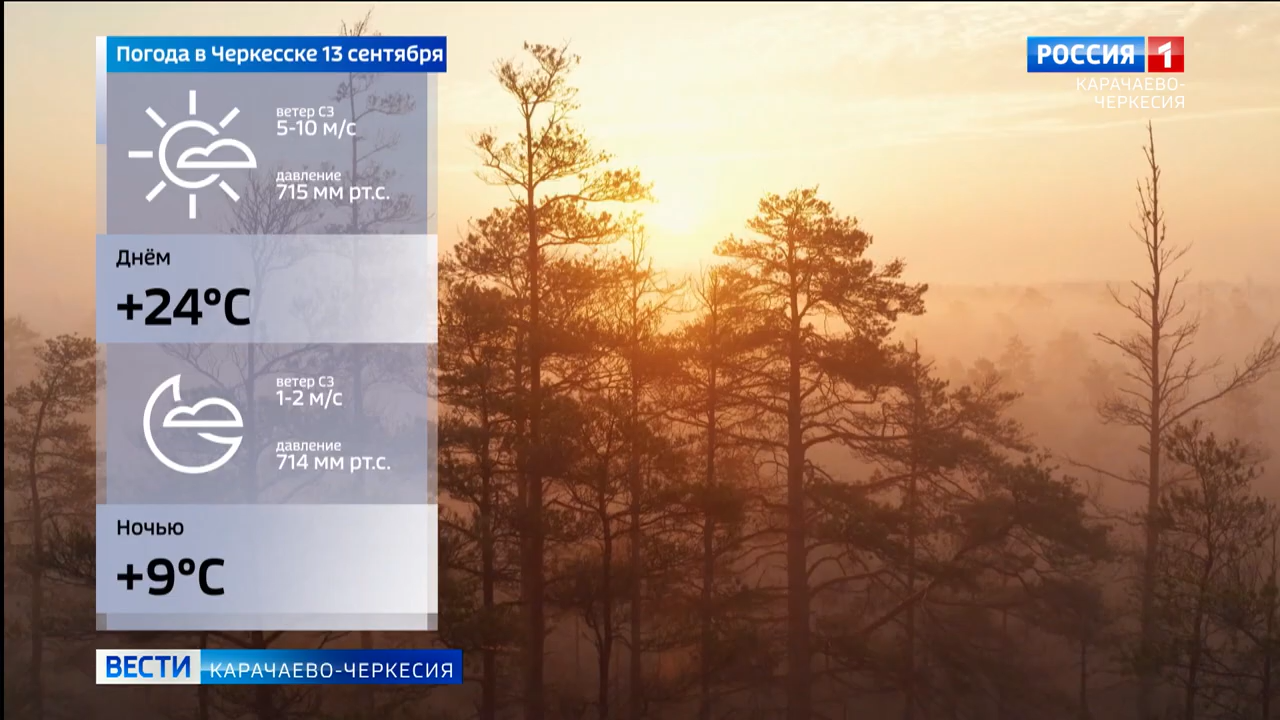 Погода в Черкесске 13 сентября
РОССИЯ 1
КАРАЧАЕВО-
ЧЕРКЕСИЯ
ветер СЗ
5-10 м/с
давление
715 мм рт.с.
Днём
+24°C
ветер СЗ
1-2 м/с
давление
714 мм рт.с.
Ночью
+9°C
ВЕСТИ КАРАЧАЕВО-ЧЕРКЕСИЯ